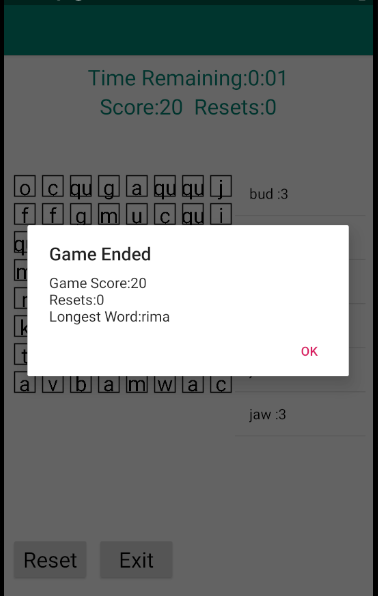 Time Remaining:0:01
Score:20 Resets:0
o c qu g a qu qu j
bud :3
f f g m u c qu i
Game Ended
Game Score:20
Resets:0
Longest Word:rima
OK
k
t
a v b a m w a c
jaw :3
Reset Exit